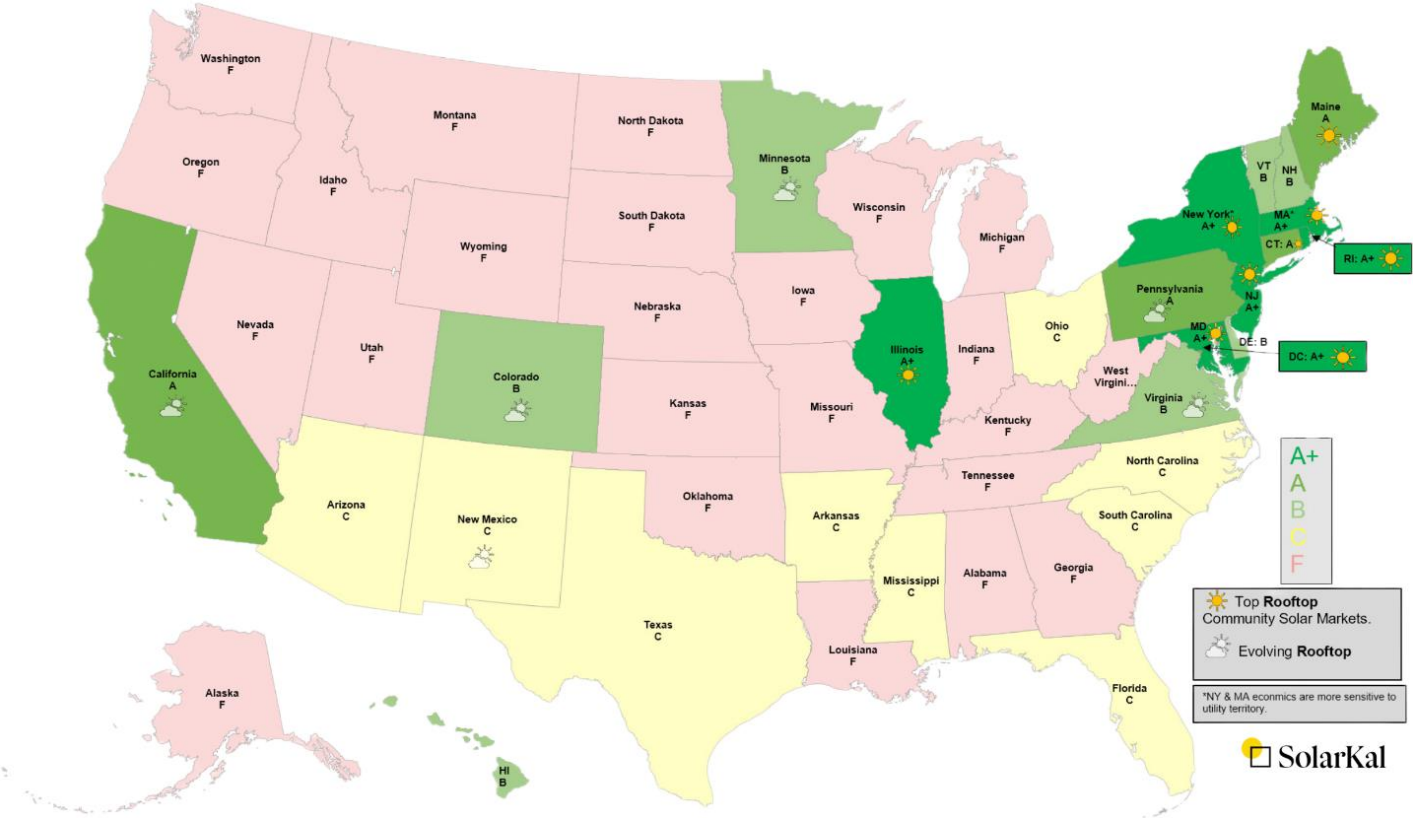 Washington
F
Oregon
F
California
A
Nevada
F
Idaho
F
Montana
F
Wyoming
F
Utah
F
Arizona
C
Colorado
B
New Mexico
C
North Dakota
F
South Dakota
F
Nebraska
F
Kansas
F
Oklahoma
F
Texas
C
Minnesota
B
Iowa
F
Missouri
F
Arkansas
C
Louisiana
F
Wisconsin
F
Illinois
A+
Michigan
F
Indiana
F
Ohio
C
Kentucky
F
Tennessee
F
Mississippi
C
Alabama
F
Georgia
F
Florida
C
South Carolina
C
North Carolina
C
Virginia
B
West
Virgini...
Pennsylvania
A
New York*
A+
VT
B
NH
B
Maine
A
MA*
A+
CT: A
RI: A+
NJ
A+
MD
A+
DE: B
DC: A+
Alaska
F
HI
B
A+
A
B
C
F
Top Rooftop
Community Solar Markets.
Evolving Rooftop
*NY & MA econmics are more sensitive to
utility territory.
SolarKal